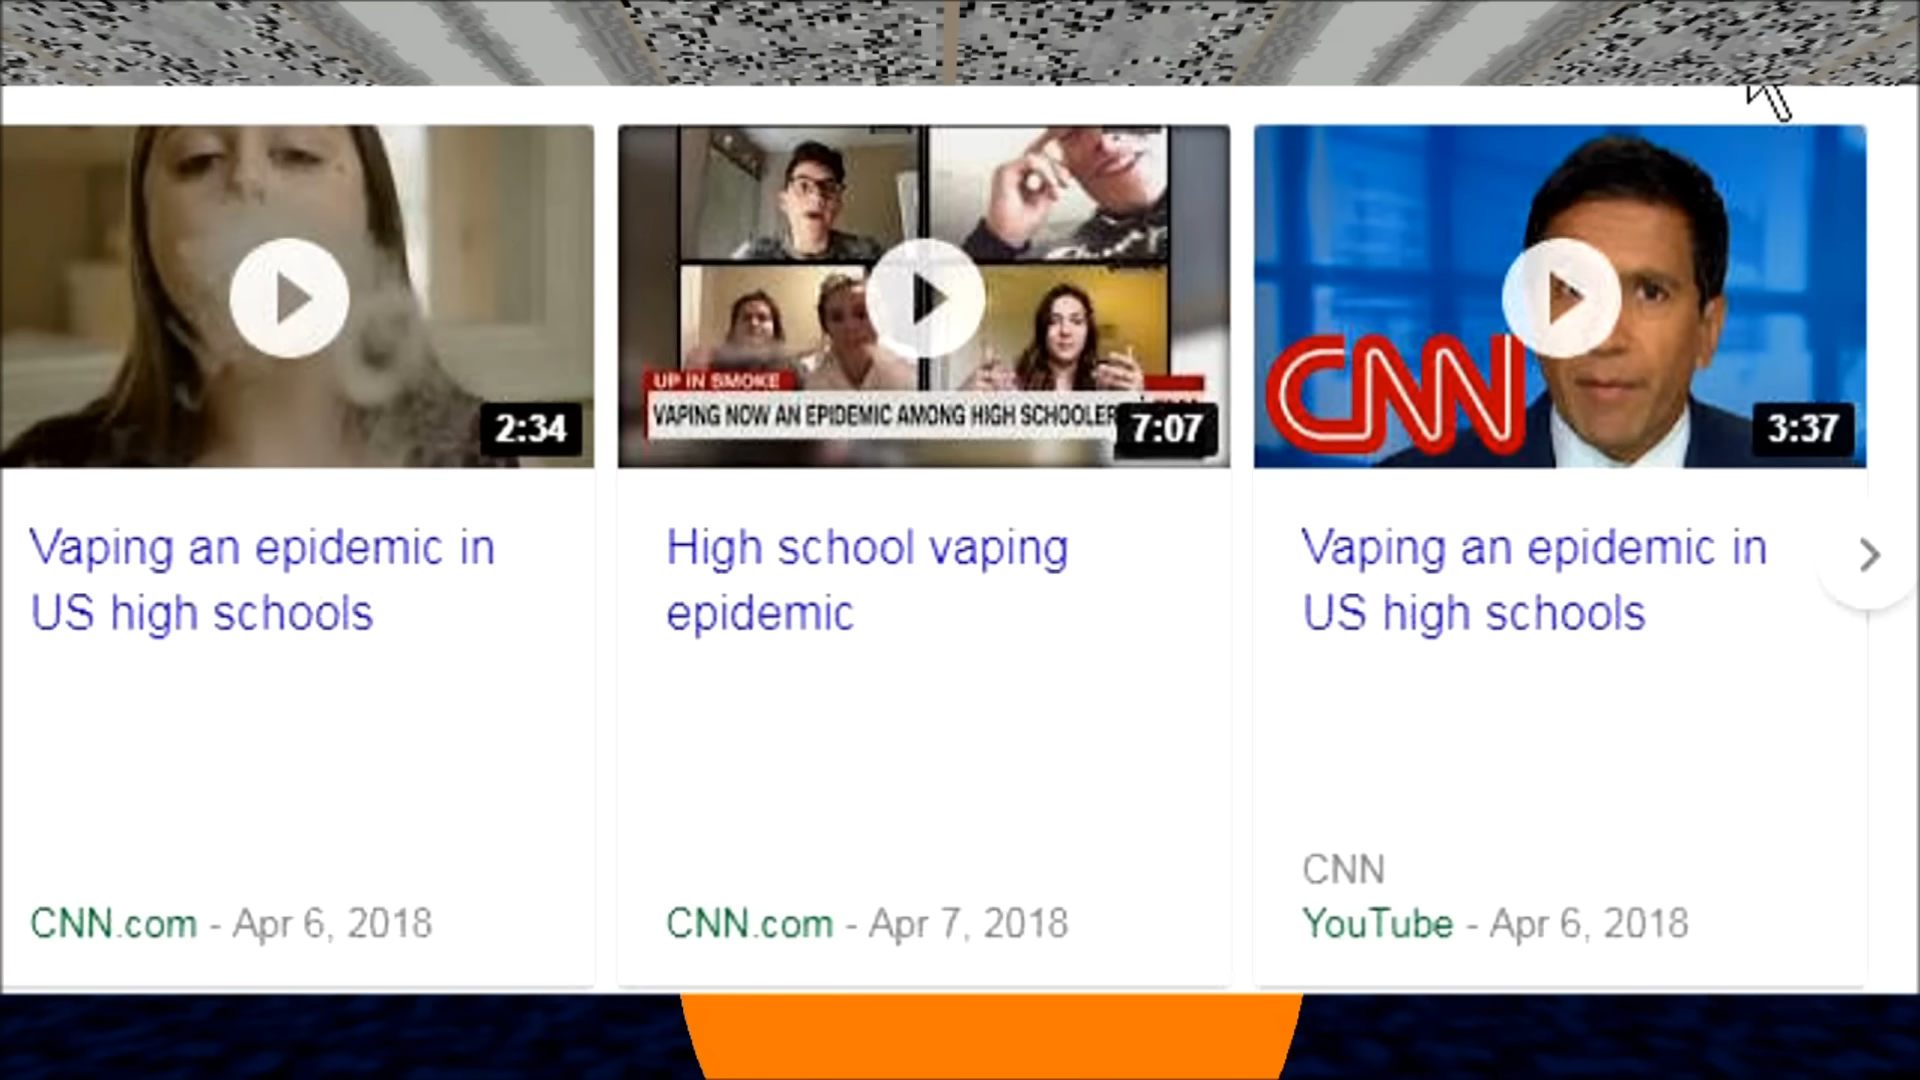 UP IN SMOKE
VAPING NOW AN EPIDEMIC AMONG HIGH SCHOOLER
CNN
2:34
7:07
3:37
Vaping an epidemic in
US high schools
High school vaping
epidemic
Vaping an epidemic in
US high schools
CNN.com - Apr 6, 2018
CNN.com - Apr 7, 2018
CNN
YouTube - Apr 6, 2018